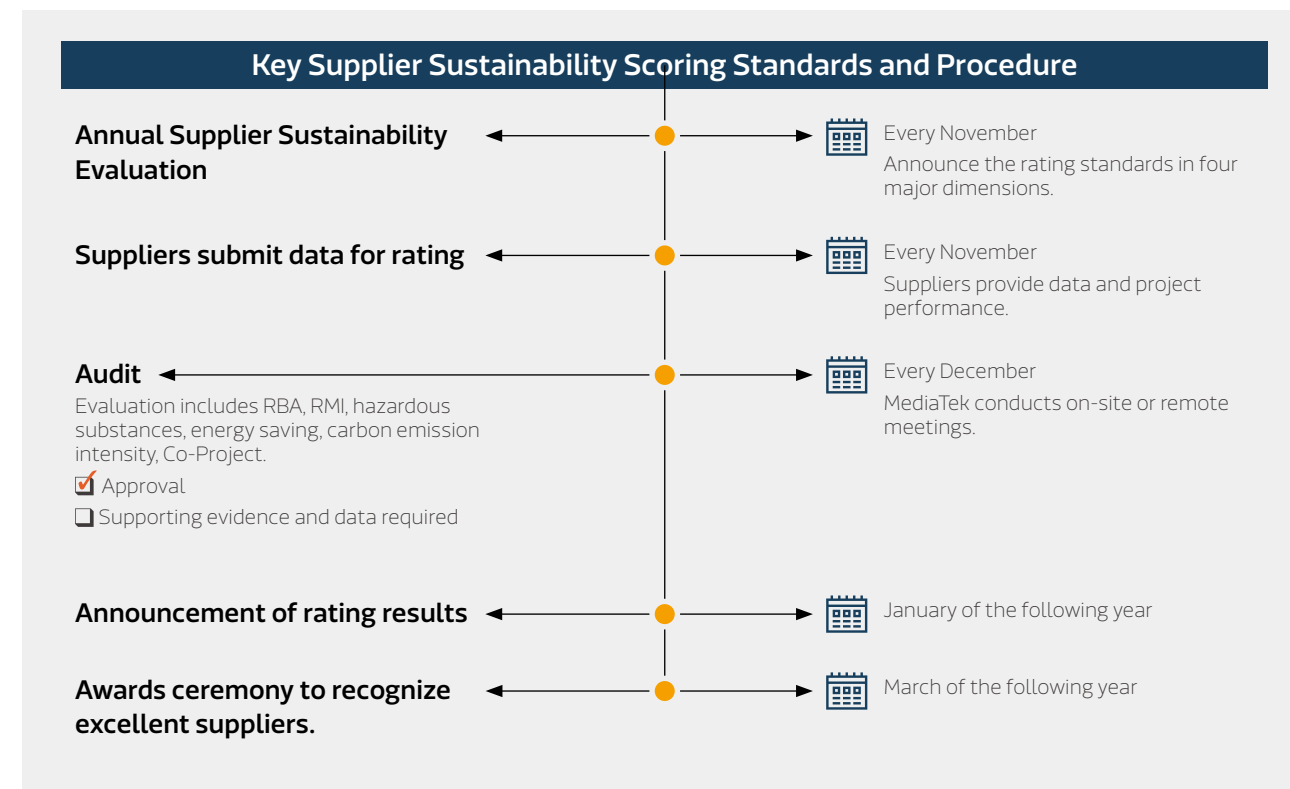 Key Supplier Sustainability Scoring Standards and Procedure
Annual Supplier Sustainability
Evaluation
Every November
Announce the rating standards in four
major dimensions.
Suppliers submit data for rating
Every November
Suppliers provide data and project
performance.
Audit
Evaluation includes RBA, RMI, hazardous
substances, energy saving, carbon emission
intensity, Co-Project.
Approval
Supporting evidence and data required
Every December
MediaTek conducts on-site or remote
meetings.
Announcement of rating results
January of the following year
Awards ceremony to recognize
excellent suppliers.
March of the following year